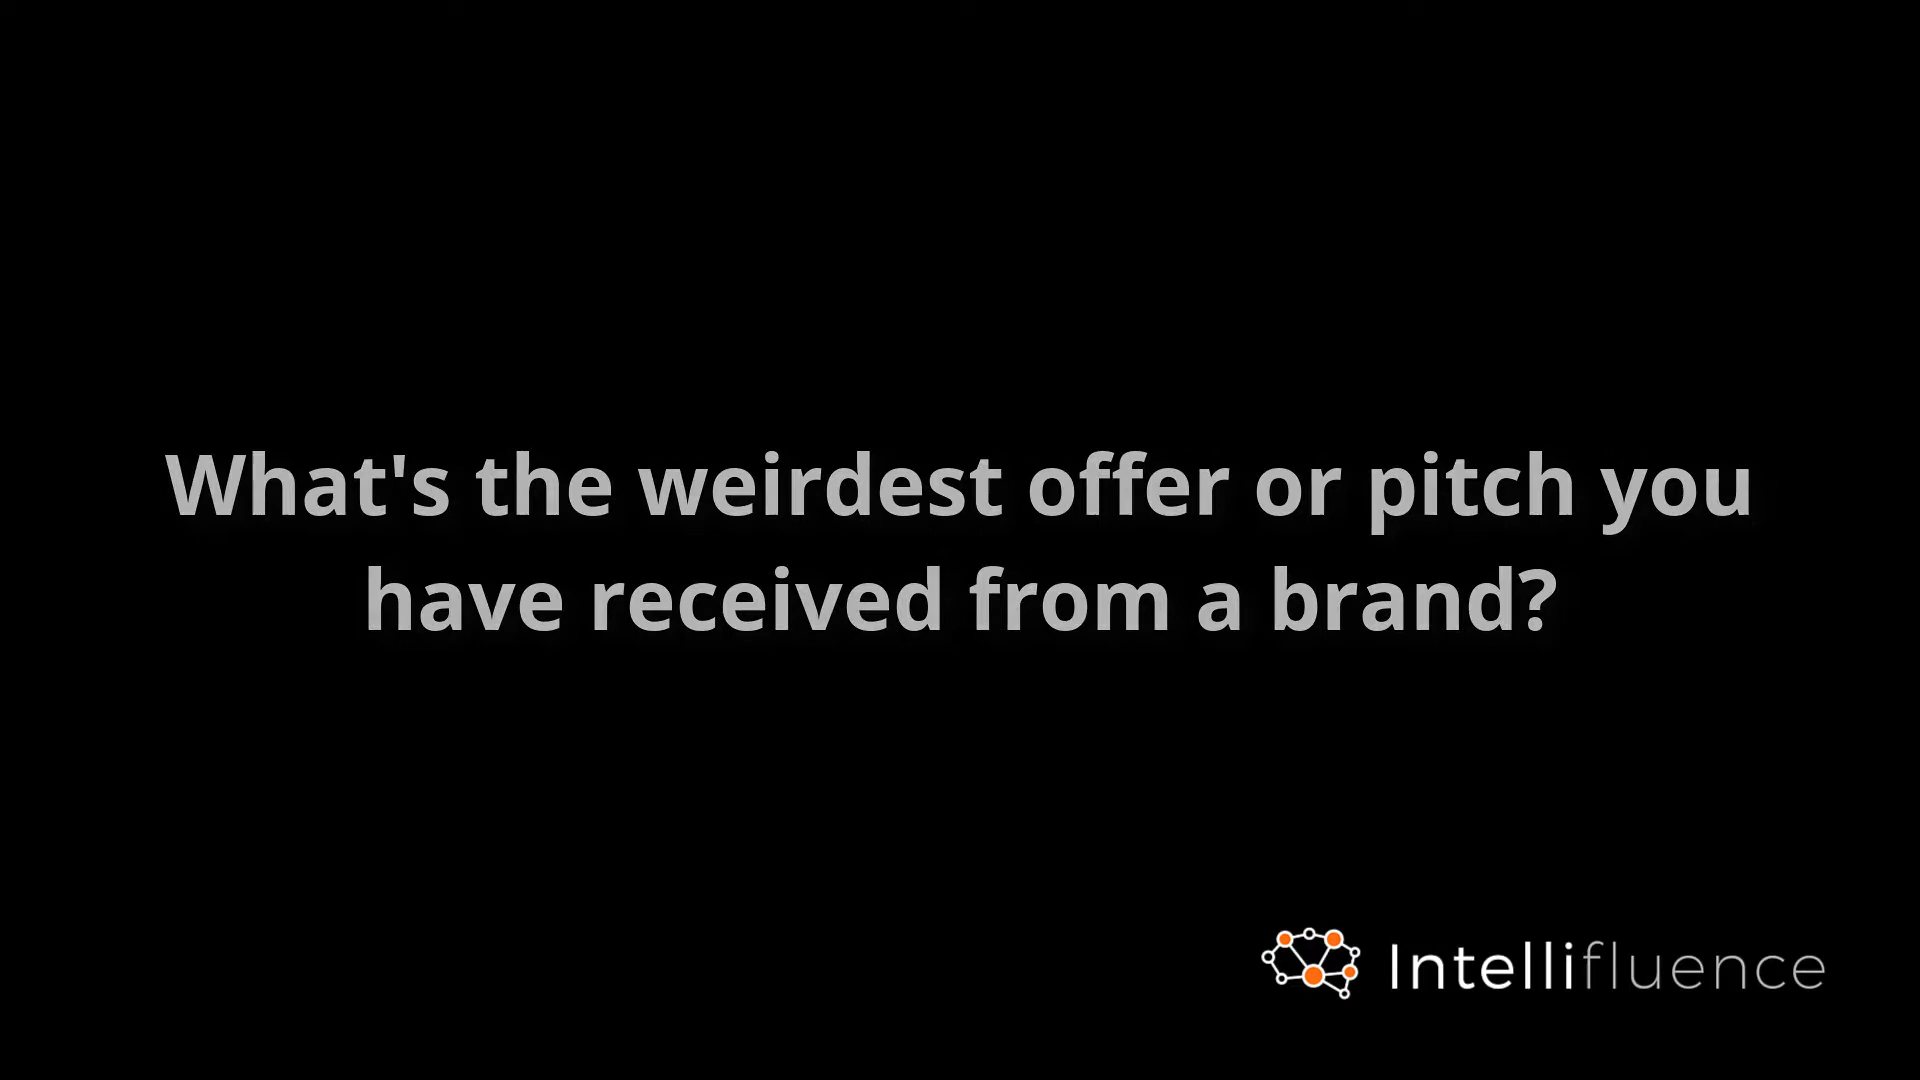 What's the weirdest offer or pitch you
have received from a brand?
Intellifluence